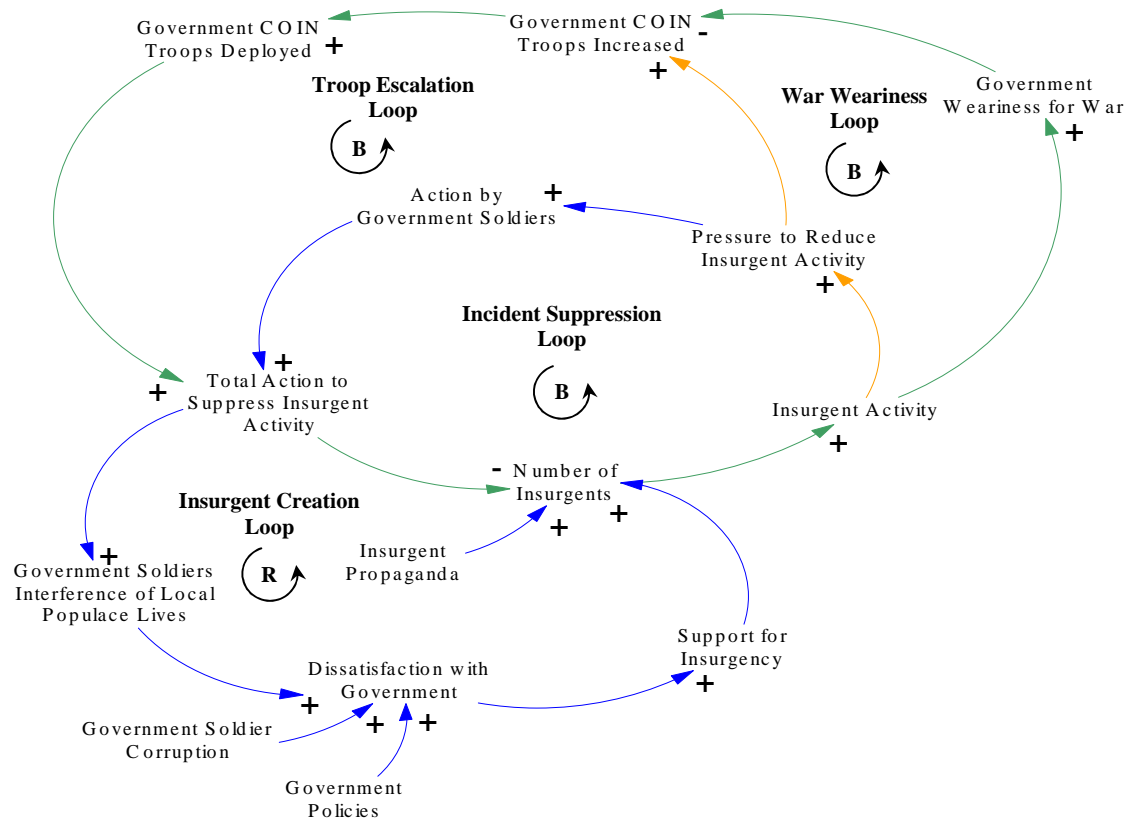 Government COIN
Troops Deployed
+
Government COIN
Troops Increased
-
+
Government
Weariness for War
+
Troop Escalation
Loop
B
War Weariness
Loop
B
Action by
Government Soldiers
+
Pressure to Reduce
Insurgent Activity
+
Incident Suppression
Loop
B
+
+
Total Action to
Suppress Insurgent
Activity
Insurgent Activity
+
-
Number of
Insurgents
+
+
Insurgent Creation
Loop
R
Insurgent
Propaganda
+
Government Soldiers
Interference of Local
Populace Lives
Support for
Insurgency
+
Dissatisfaction with
Government
+
+
+
Government Soldier
Corruption
Government
Policies